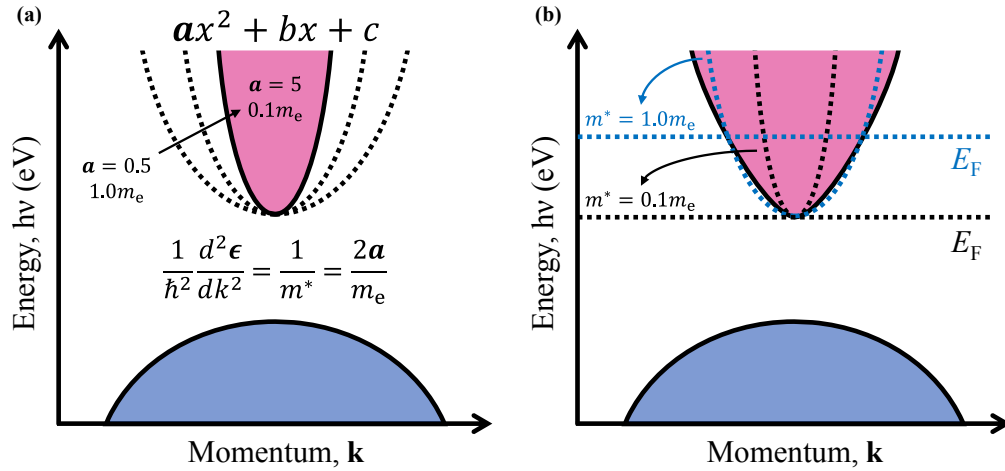 (a)
𝒂x² + bx + c
Energy, hν (eV)
𝒂 = 5
0.1mₑ
𝒂 = 0.5
1.0mₑ
1/ħ² d²𝝐/dk² = 1/m* = 2𝒂/mₑ
Momentum, k
(b)
Energy, hν (eV)
m* = 1.0mₑ
E_F
m* = 0.1mₑ
E_F
Momentum, k